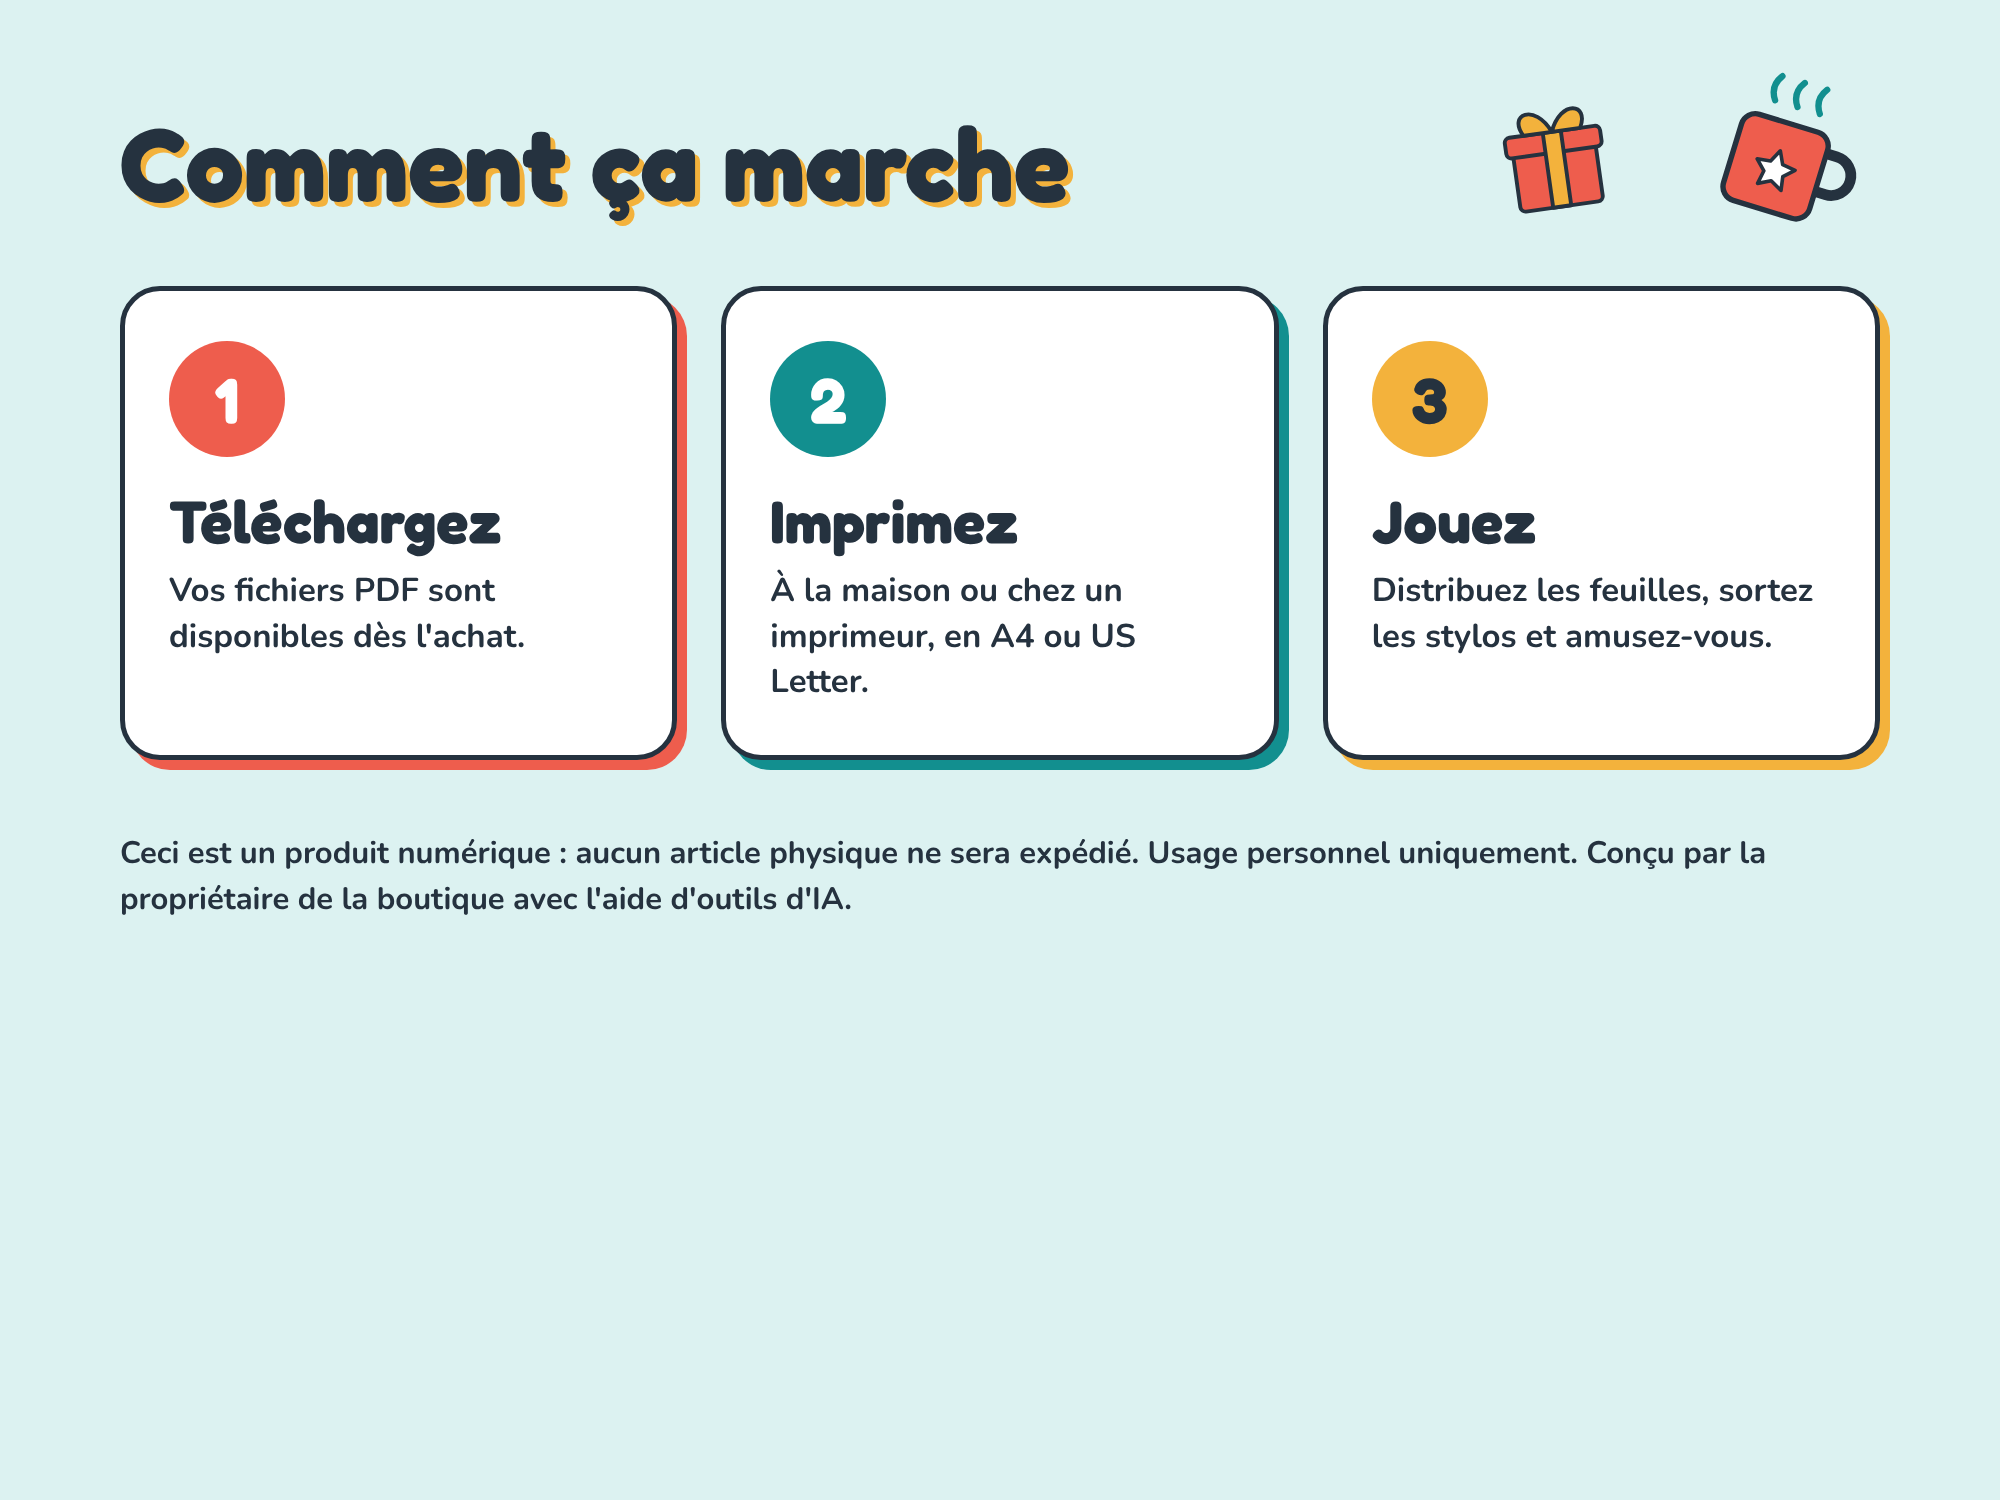 Comment ça marche
1
Téléchargez
Vos fichiers PDF sont
disponibles dès l'achat.
2
Imprimez
À la maison ou chez un
imprimeur, en A4 ou US
Letter.
3
Jouez
Distribuez les feuilles, sortez
les stylos et amusez-vous.
Ceci est un produit numérique : aucun article physique ne sera expédié. Usage personnel uniquement. Conçu par la
propriétaire de la boutique avec l'aide d'outils d'IA.